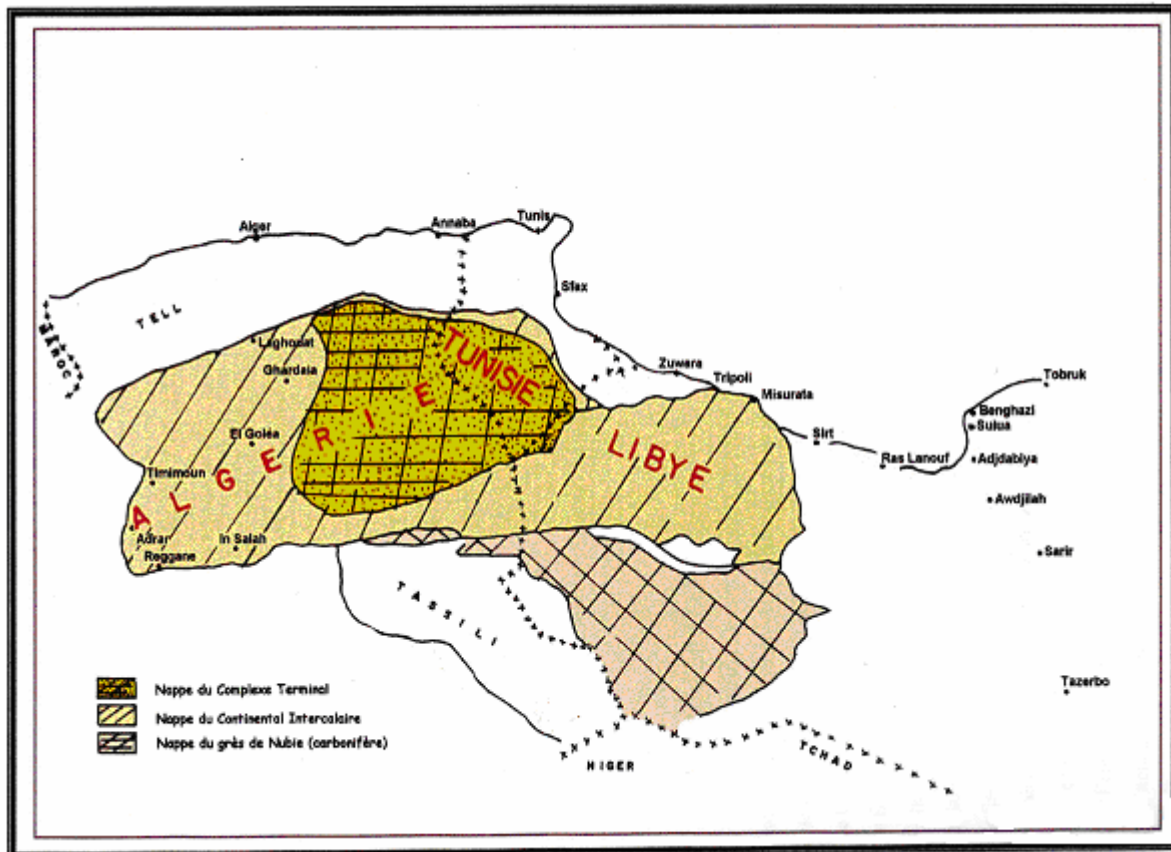 Alger
Annaba
Tunis
Sfax
MAROC
TELL
Laghouat
Ghardaia
El Goléa
Timimoun
Adrar
Reggane
In Salah
ALGERIE
TUNISIE
LIBYE
Zuwara
Tripoli
Misurata
Sirt
Ras Lanouf
Tobruk
Benghazi
Sulua
Adjdabiya
Awdjilah
Sarir
Tazerbo
TASSILI
NIGER
TCHAD
Nappe du Complexe Terminal
Nappe du Continental Intercalaire
Nappe du grès de Nubie (carbonifère)